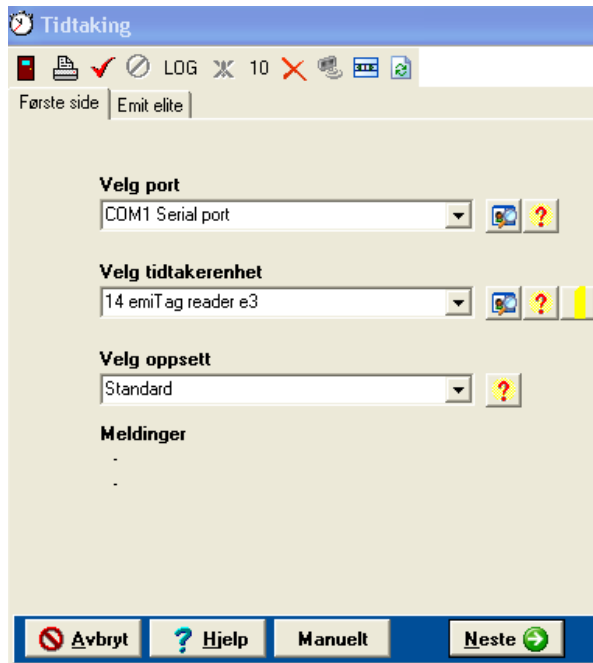 Tidtaking
LOG 10
Første side Emit elite
Velg port
COM1 Serial port
?
Velg tidtakerenhet
14 emiTag reader e3
?
Velg oppsett
Standard
?
Meldinger
-
-
Avbryt ? Hjelp Manuelt Neste